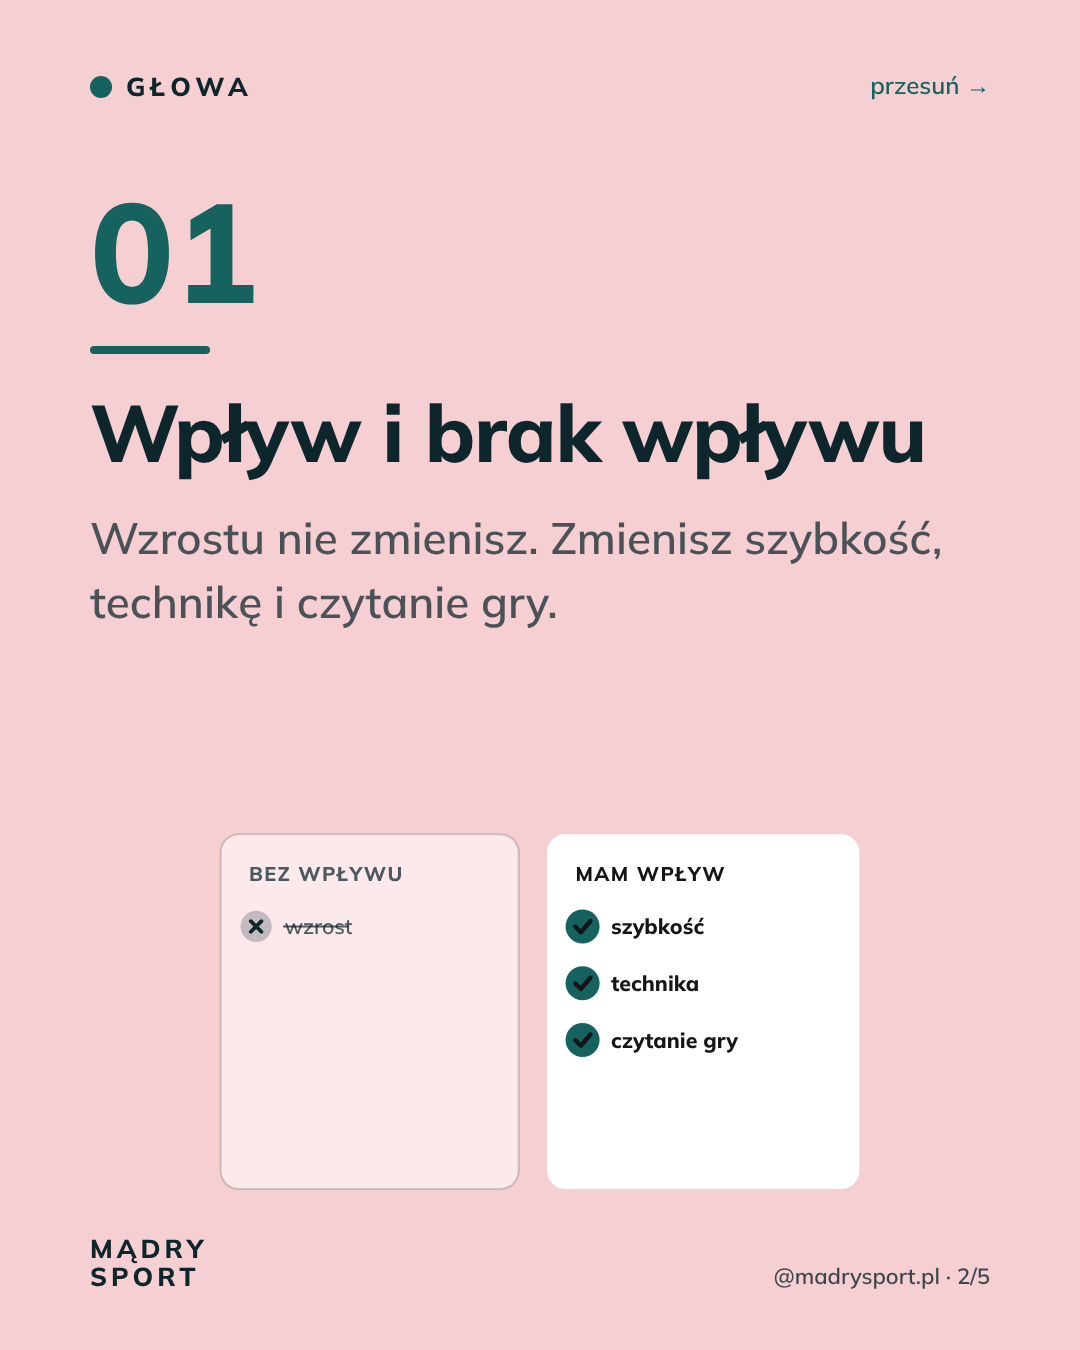 GŁOWA
przesuń →
01
Wpływ i brak wpływu
Wzrostu nie zmienisz. Zmienisz szybkość,
technikę i czytanie gry.
BEZ WPŁYWU
wzrost
MAM WPŁYW
szybkość
technika
czytanie gry
MĄDRY
SPORT
@madrysport.pl · 2/5